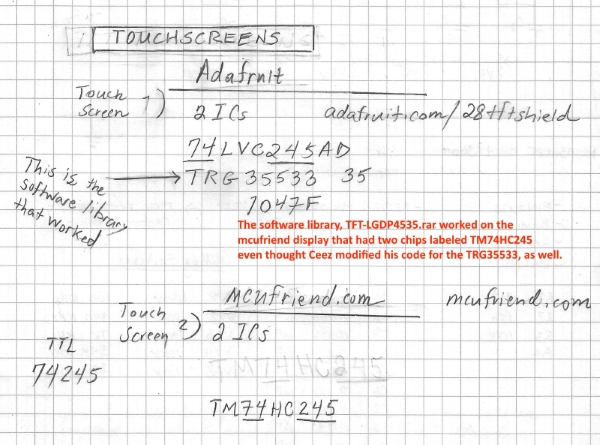 TOUCHSCREENS
Adafruit
Touch Screen 1)
2 ICs
adafruit.com/28tftshield
74LVC245AD
This is the software library that worked
TRG35533 35
1047F
The software library, TFT-LGDP4535.rar worked on the
mcufriend display that had two chips labeled TM74HC245
even thought Ceez modified his code for the TRG35533, as well.
Touch Screen 2)
mcufriend.com
mcufriend.com
2 ICs
TTL
74245
TM74HC245
TM74HC245